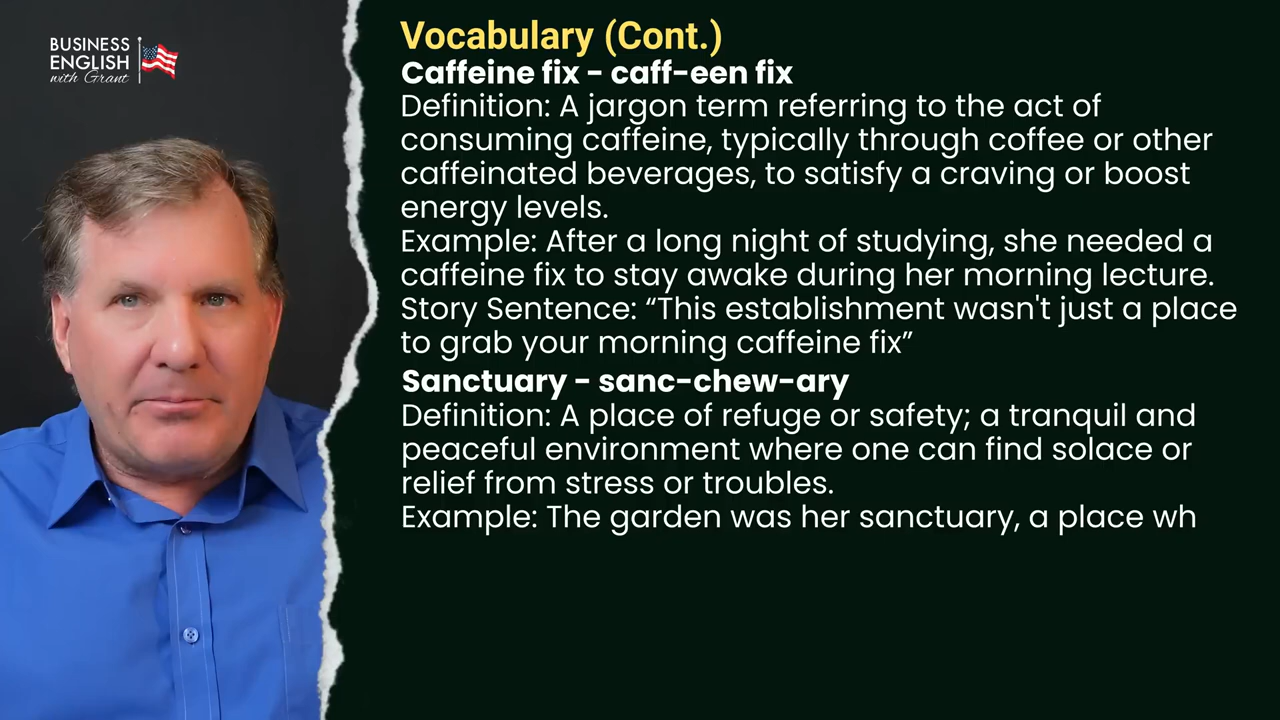 BUSINESS
ENGLISH
with Grant
Vocabulary (Cont.)
Caffeine fix - caff-een fix
Definition: A jargon term referring to the act of
consuming caffeine, typically through coffee or other
caffeinated beverages, to satisfy a craving or boost
energy levels.
Example: After a long night of studying, she needed a
caffeine fix to stay awake during her morning lecture.
Story Sentence: “This establishment wasn't just a place
to grab your morning caffeine fix”
Sanctuary - sanc-chew-ary
Definition: A place of refuge or safety; a tranquil and
peaceful environment where one can find solace or
relief from stress or troubles.
Example: The garden was her sanctuary, a place wh